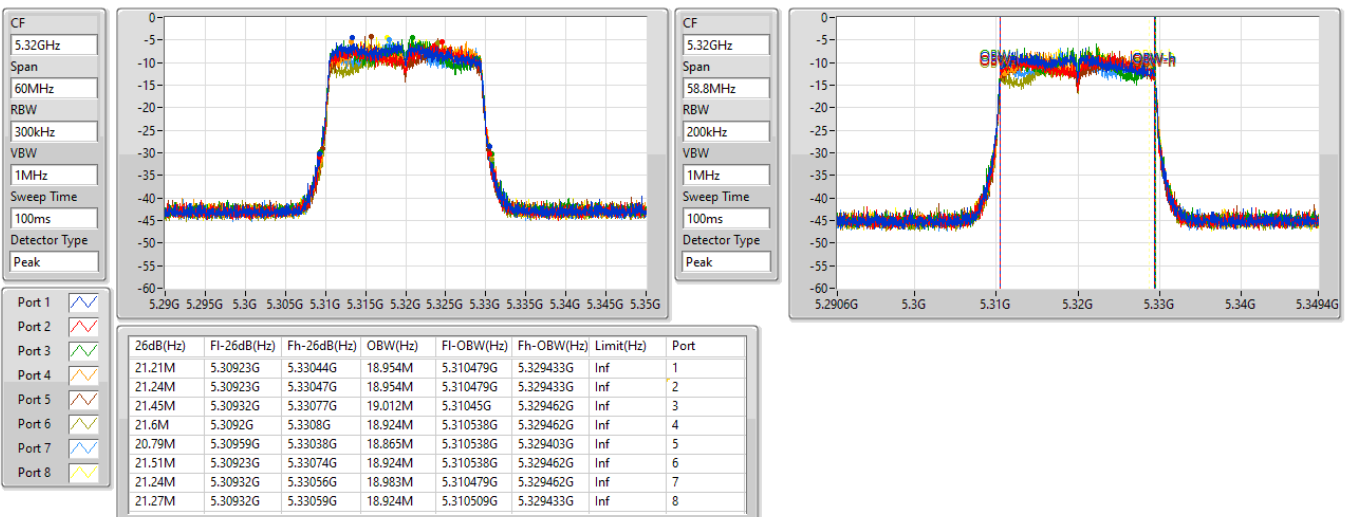 CF
5.32GHz
Span
60MHz
RBW
300kHz
VBW
1MHz
Sweep Time
100ms
Detector Type
Peak
0-
-5-
-10-
-15-
-20-
-25-
-30-
-35-
-40-
-45-
-50-
-55-
-60-
5.29G 5.295G 5.3G 5.305G 5.31G 5.315G 5.32G 5.325G 5.33G 5.335G 5.34G 5.345G 5.35G
CF
5.32GHz
Span
58.8MHz
RBW
200kHz
VBW
1MHz
Sweep Time
100ms
Detector Type
Peak
0-
-5-
-10-
-15-
-20-
-25-
-30-
-35-
-40-
-45-
-50-
-55-
-60-
5.2906G 5.3G 5.31G 5.32G 5.33G 5.34G 5.3494G
Port 1
Port 2
Port 3
Port 4
Port 5
Port 6
Port 7
Port 8
26dB(Hz) Fl-26dB(Hz) Fh-26dB(Hz) OBW(Hz) Fl-OBW(Hz) Fh-OBW(Hz) Limit(Hz) Port
21.21M 5.30923G 5.33044G 18.954M 5.310479G 5.329433G Inf 1
21.24M 5.30923G 5.33047G 18.954M 5.310479G 5.329433G Inf 2
21.45M 5.30932G 5.33077G 19.012M 5.31045G 5.329462G Inf 3
21.6M 5.3092G 5.3308G 18.924M 5.310538G 5.329462G Inf 4
20.79M 5.30959G 5.33038G 18.865M 5.310538G 5.329403G Inf 5
21.51M 5.30923G 5.33074G 18.924M 5.310538G 5.329462G Inf 6
21.24M 5.30932G 5.33056G 18.983M 5.310479G 5.329462G Inf 7
21.27M 5.30932G 5.33059G 18.924M 5.310509G 5.329433G Inf 8